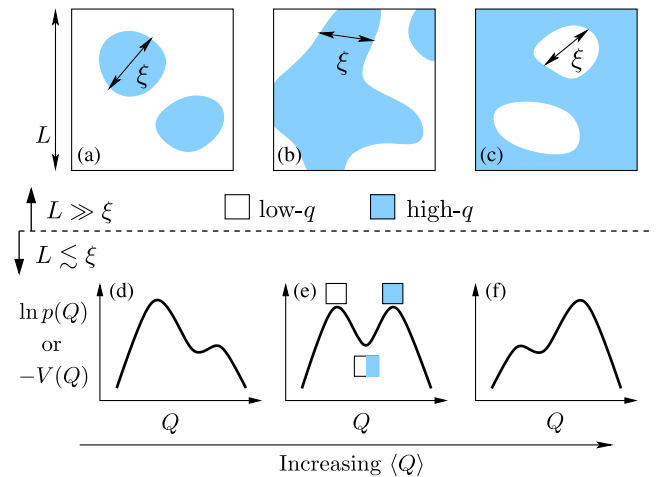 L
ξ
(a)
ξ
(b)
ξ
(c)
L ≫ ξ
low-q
high-q
L ≲ ξ
ln p(Q)
or
−V(Q)
(d)
(e)
(f)
Q
Q
Q
Increasing ⟨Q⟩